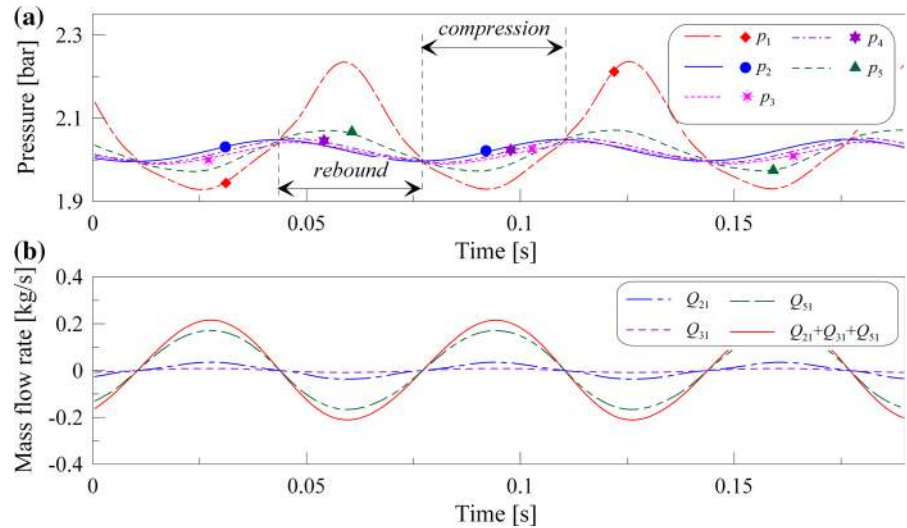 (a)
2.3
2.1
1.9
Pressure [bar]
compression
rebound
p1
p2
p3
p4
p5
0
0.05
0.1
0.15
Time [s]
(b)
0.4
0.2
0
-0.2
-0.4
Mass flow rate [kg/s]
Q21
Q31
Q51
Q21+Q31+Q51
0
0.05
0.1
0.15
Time [s]